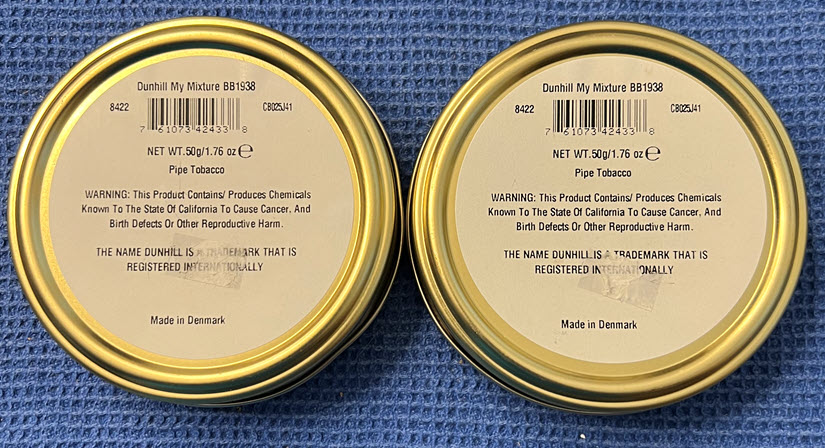 Dunhill My Mixture BB1938
8422
CB025J41
7 61073 42433 8
NET WT.50g/1.76 oz ℮
Pipe Tobacco
WARNING: This Product Contains/ Produces Chemicals
Known To The State Of California To Cause Cancer, And
Birth Defects Or Other Reproductive Harm.
THE NAME DUNHILL IS A TRADEMARK THAT IS
REGISTERED INTERNATIONALLY
Made in Denmark
Dunhill My Mixture BB1938
8422
CB025J41
7 61073 42433 8
NET WT.50g/1.76 oz ℮
Pipe Tobacco
WARNING: This Product Contains/ Produces Chemicals
Known To The State Of California To Cause Cancer, And
Birth Defects Or Other Reproductive Harm.
THE NAME DUNHILL IS A TRADEMARK THAT IS
REGISTERED INTERNATIONALLY
Made in Denmark